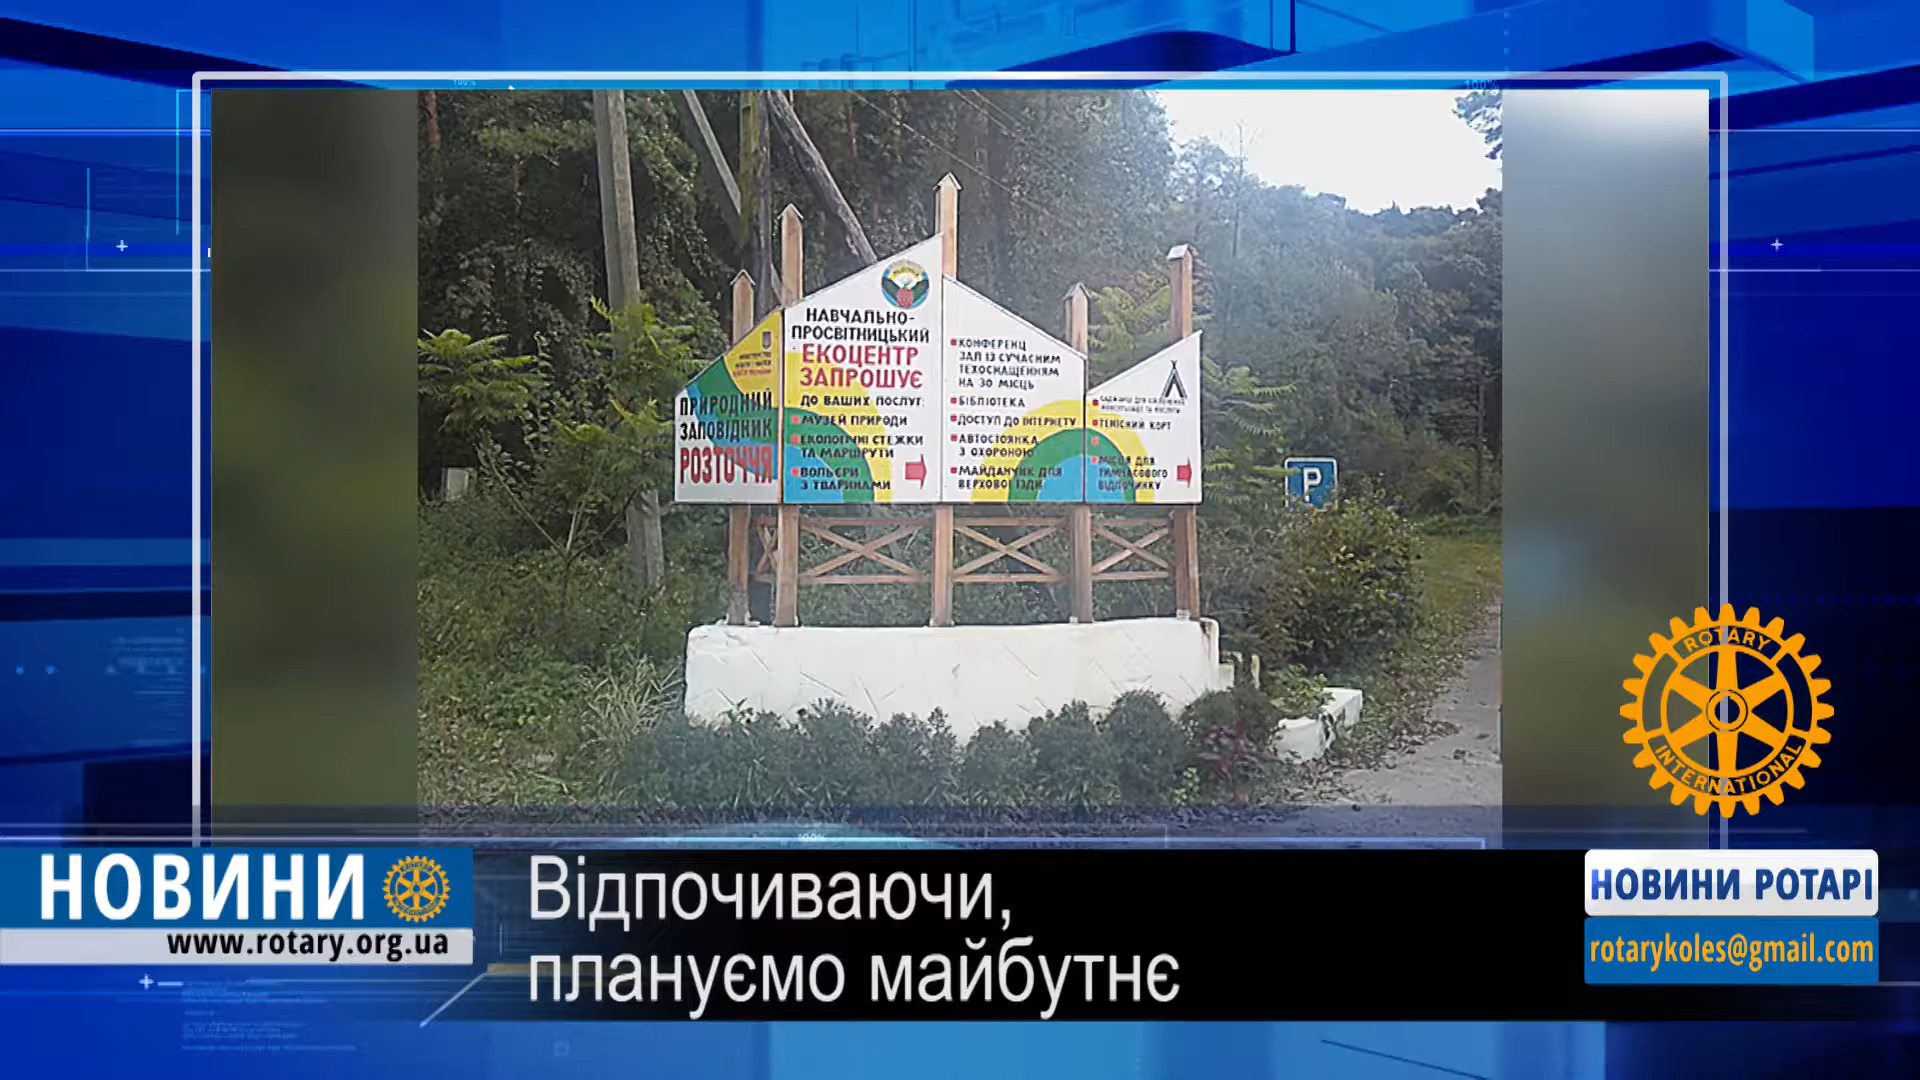 НАВЧАЛЬНО-
ПРОСВІТНИЦЬКИЙ
ЕКОЦЕНТР
ЗАПРОШУЄ
ДО ВАШИХ ПОСЛУГ:
МУЗЕЙ ПРИРОДИ
ЕКОЛОГІЧНІ СТЕЖКИ
ТА МАРШРУТИ
ВОЛЬЄРИ
З ТВАРИНАМИ
ПРИРОДНИЙ
ЗАПОВІДНИК
РОЗТОЧЧЯ
КОНФЕРЕНЦ
ЗАЛ ІЗ СУЧАСНИМ
ТЕХОСНАЩЕННЯМ
НА 30 МІСЦЬ
БІБЛІОТЕКА
ДОСТУП ДО ІНТЕРНЕТУ
АВТОСТОЯНКА
З ОХОРОНОЮ
МАЙДАНЧИК ДЛЯ
ВЕРХОВОЇ ЇЗДИ
ТЕНІСНИЙ КОРТ
МІСЦЯ ДЛЯ
ТИМЧАСОВОГО
ВІДПОЧИНКУ
P
ROTARY
INTERNATIONAL
НОВИНИ
www.rotary.org.ua
Відпочиваючи,
плануємо майбутнє
НОВИНИ РОТАРІ
rotarykoles@gmail.com